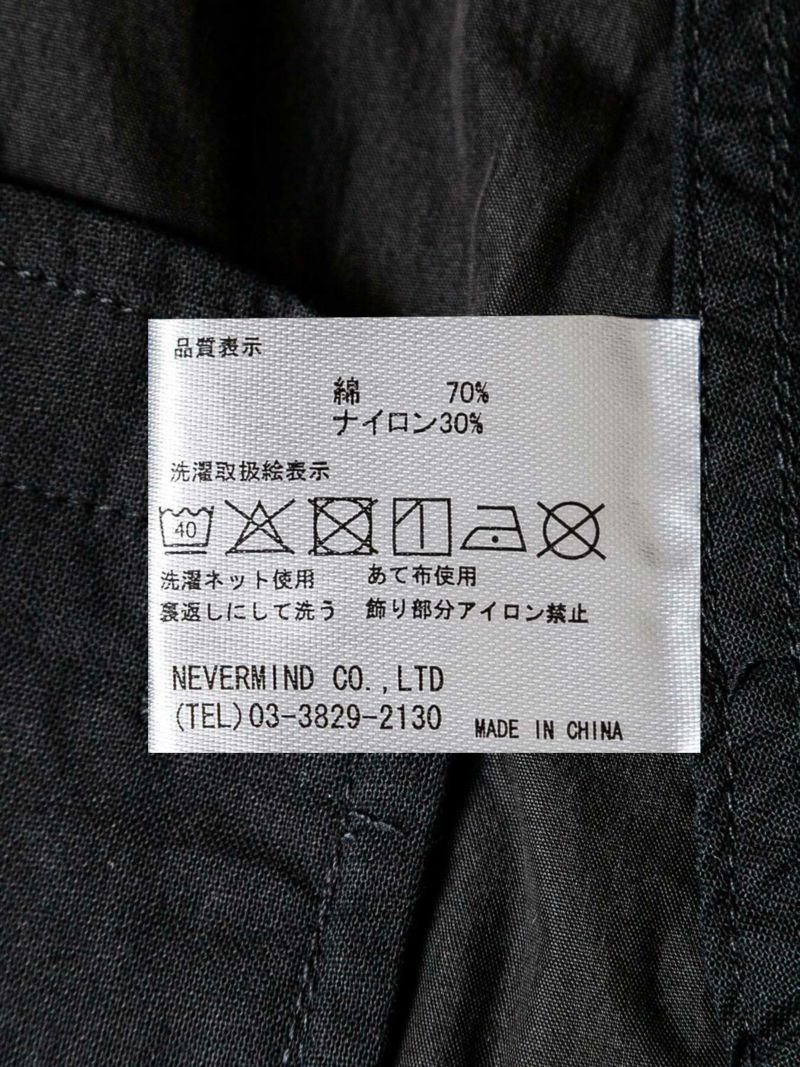 品質表示
綿 70%
ナイロン30%
洗濯取扱絵表示
40
洗濯ネット使用 あて布使用
裏返しにして洗う 飾り部分アイロン禁止
NEVERMIND CO.,LTD
(TEL)03-3829-2130
MADE IN CHINA